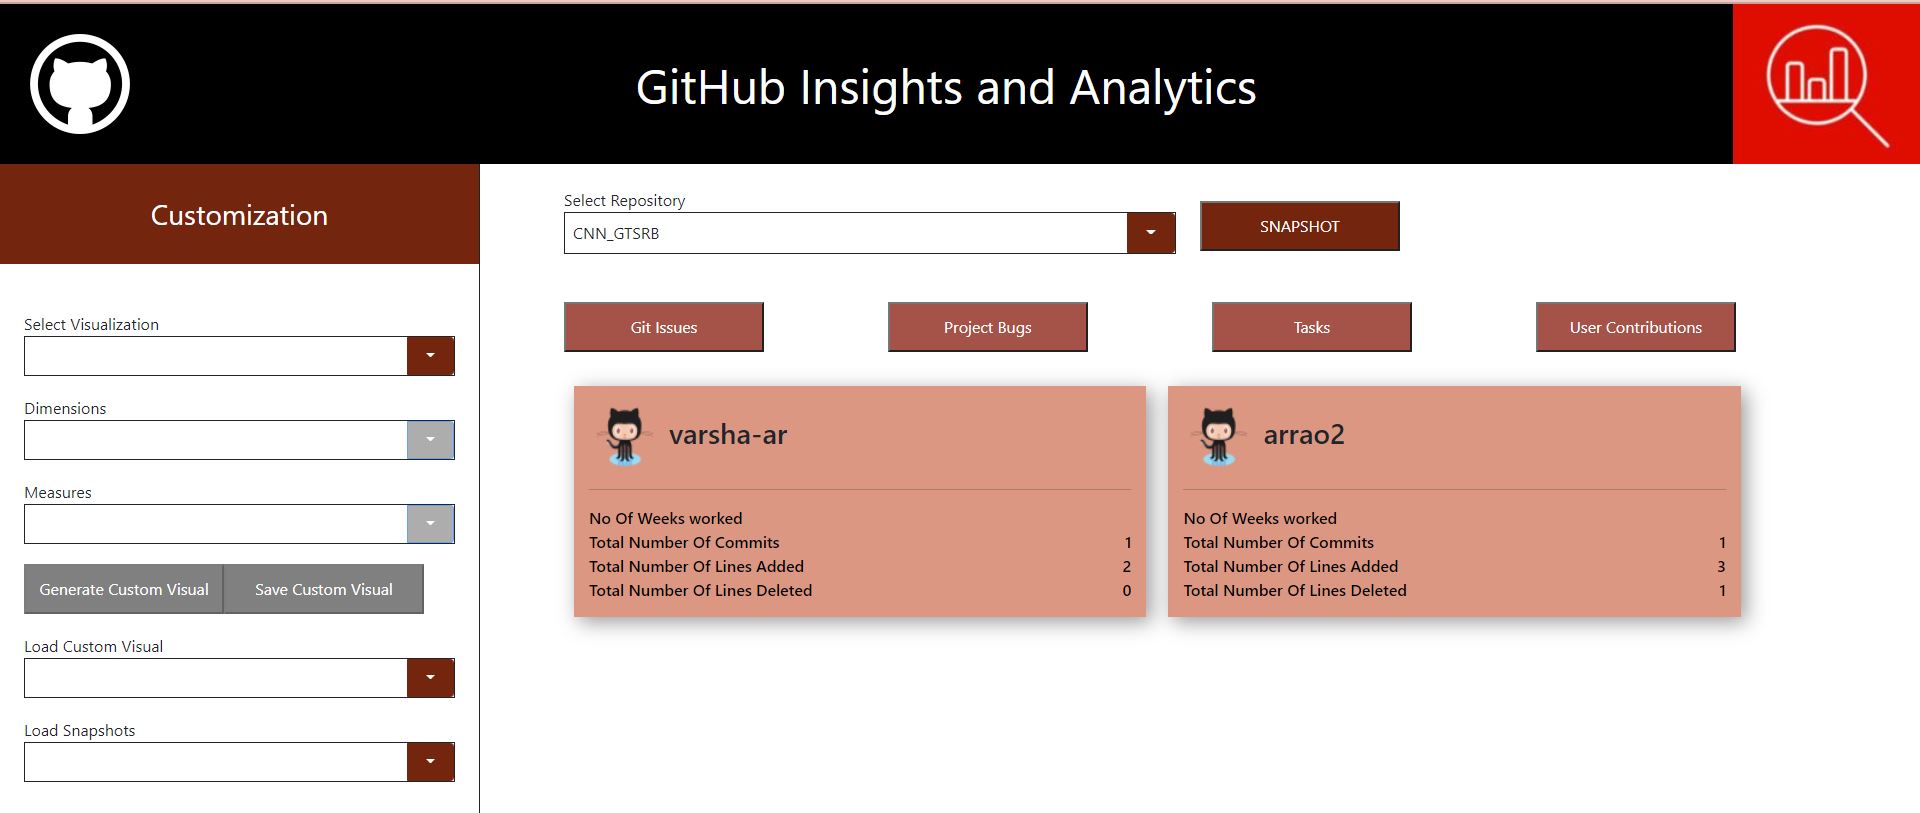 GitHub Insights and Analytics
Customization
Select Visualization
Dimensions
Measures
Generate Custom Visual
Save Custom Visual
Load Custom Visual
Load Snapshots
Select Repository
CNN_GTSRB
SNAPSHOT
Git Issues
Project Bugs
Tasks
User Contributions
varsha-ar
No Of Weeks worked
Total Number Of Commits 1
Total Number Of Lines Added 2
Total Number Of Lines Deleted 0
arrao2
No Of Weeks worked
Total Number Of Commits 1
Total Number Of Lines Added 3
Total Number Of Lines Deleted 1